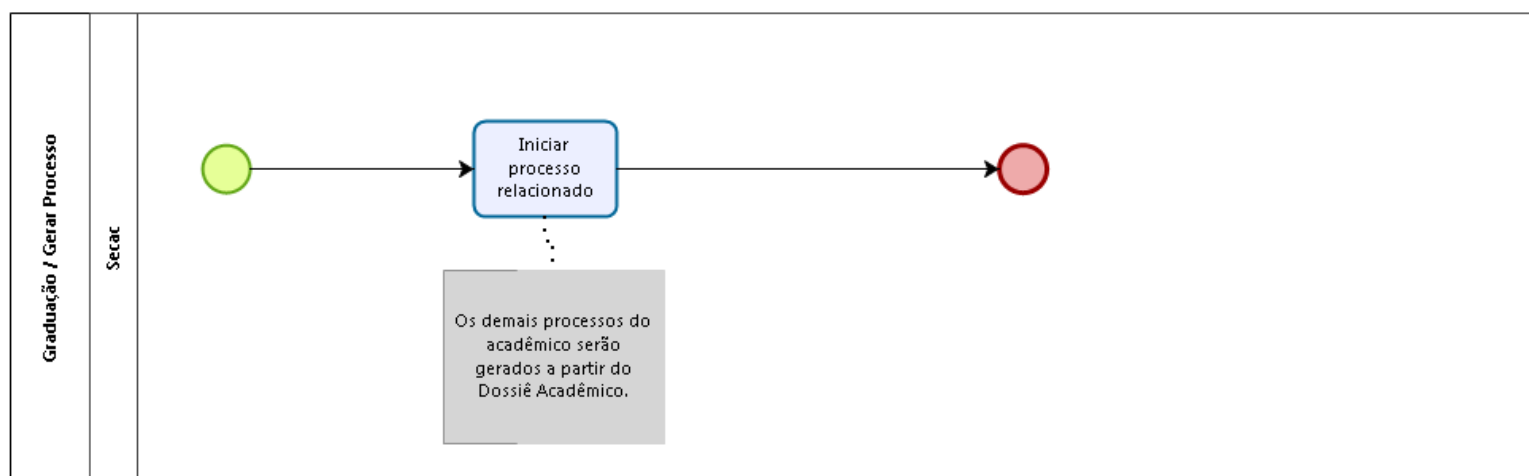 Graduação / Gerar Processo
Secac
Iniciar
processo
relacionado
Os demais processos do
acadêmico serão
gerados a partir do
Dossiê Acadêmico.